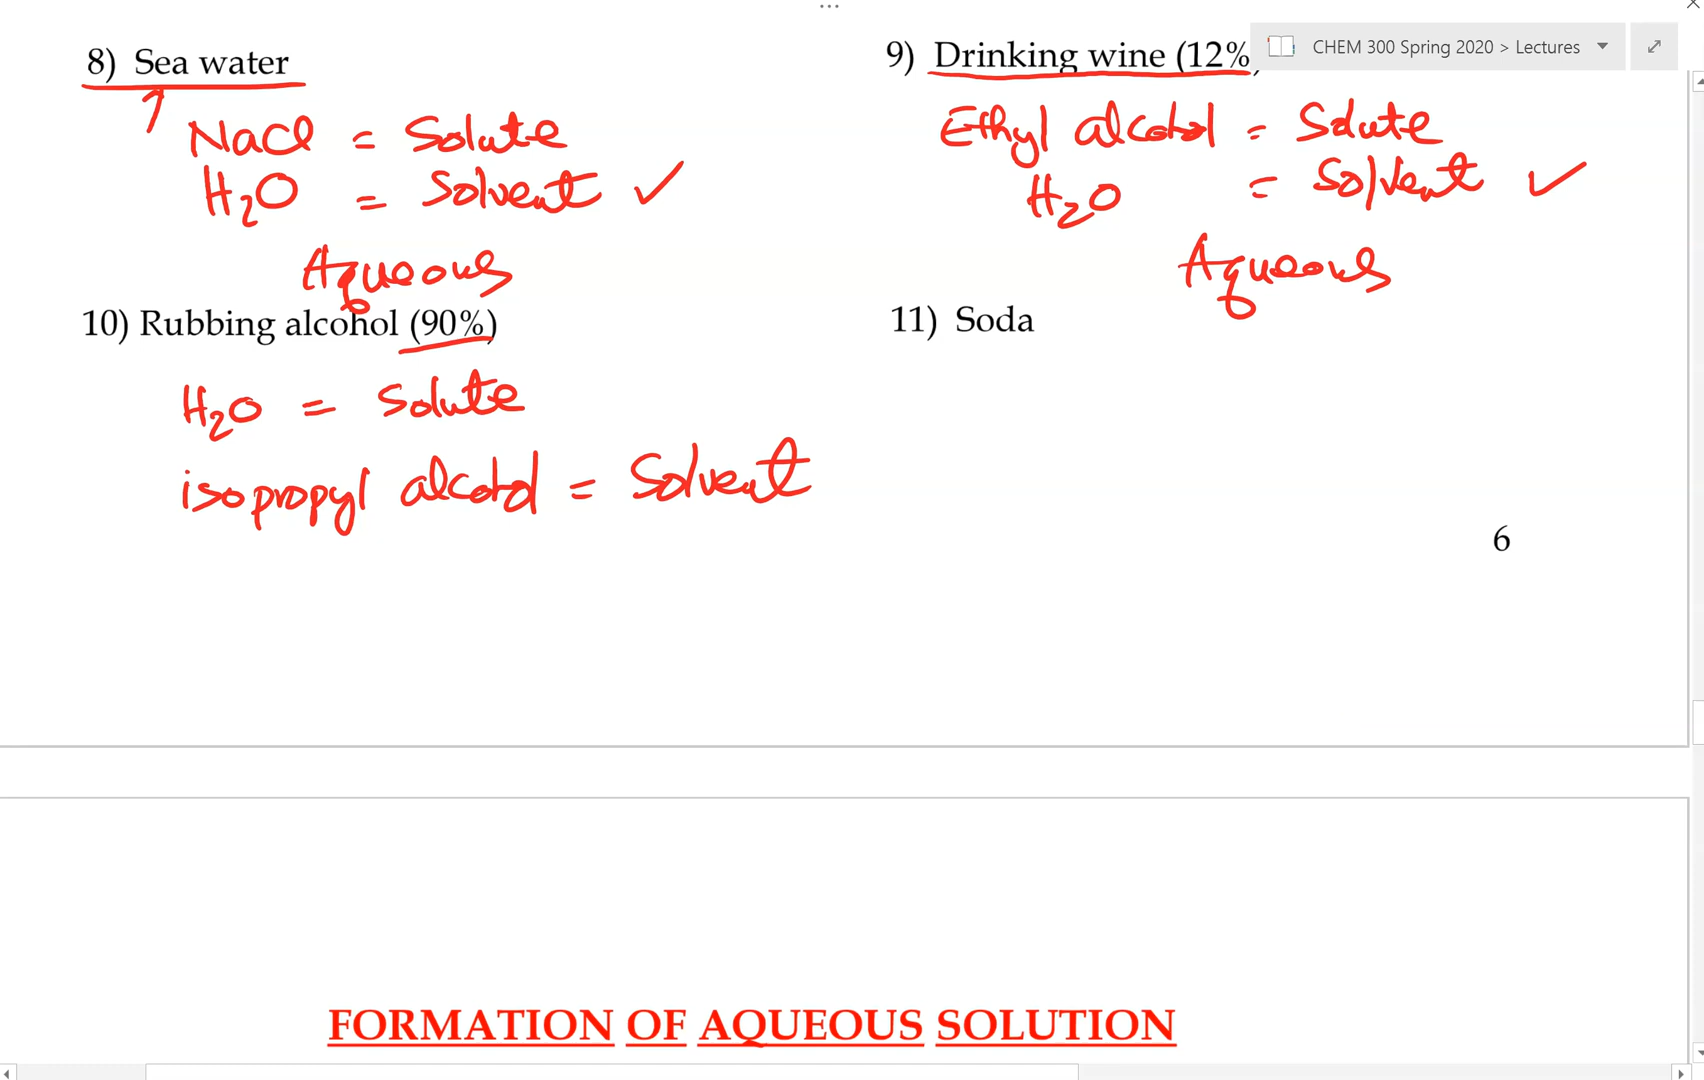 CHEM 300 Spring 2020 > Lectures
8) Sea water
NaCl = Solute
H₂O = Solvent ✓
Aqueous
9) Drinking wine (12%
Ethyl alcohol = Solute
H₂O = Solvent ✓
Aqueous
10) Rubbing alcohol (90%)
H₂O = Solute
isopropyl alcohol = Solvent
11) Soda
6
FORMATION OF AQUEOUS SOLUTION